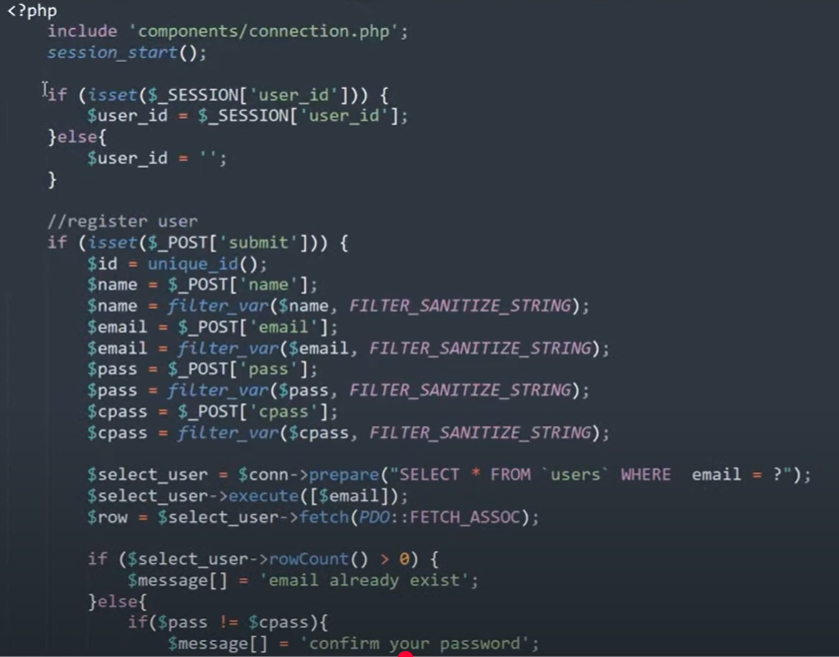 <?php
include 'components/connection.php';
session_start();
if (isset($_SESSION['user_id'])) {
$user_id = $_SESSION['user_id'];
}else{
$user_id = '';
}
//register user
if (isset($_POST['submit'])) {
$id = unique_id();
$name = $_POST['name'];
$name = filter_var($name, FILTER_SANITIZE_STRING);
$email = $_POST['email'];
$email = filter_var($email, FILTER_SANITIZE_STRING);
$pass = $_POST['pass'];
$pass = filter_var($pass, FILTER_SANITIZE_STRING);
$cpass = $_POST['cpass'];
$cpass = filter_var($cpass, FILTER_SANITIZE_STRING);
$select_user = $conn->prepare("SELECT * FROM `users` WHERE  email = ?");
$select_user->execute([$email]);
$row = $select_user->fetch(PDO::FETCH_ASSOC);
if ($select_user->rowCount() > 0) {
$message[] = 'email already exist';
}else{
if($pass != $cpass){
$message[] = 'confirm your password';